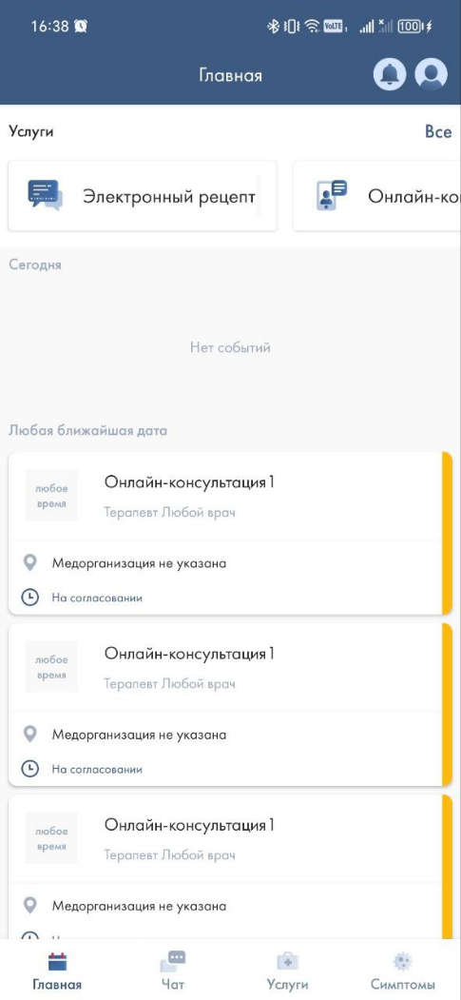 16:38
VoLTE 100
Главная
Услуги
Все
Электронный рецепт
Онлайн-ко
Сегодня
Нет событий
Любая ближайшая дата
любое
время
Онлайн-консультация 1
Терапевт Любой врач
Медорганизация не указана
На согласовании
любое
время
Онлайн-консультация 1
Терапевт Любой врач
Медорганизация не указана
На согласовании
любое
время
Онлайн-консультация 1
Терапевт Любой врач
Медорганизация не указана
Главная
Чат
Услуги
Симптомы